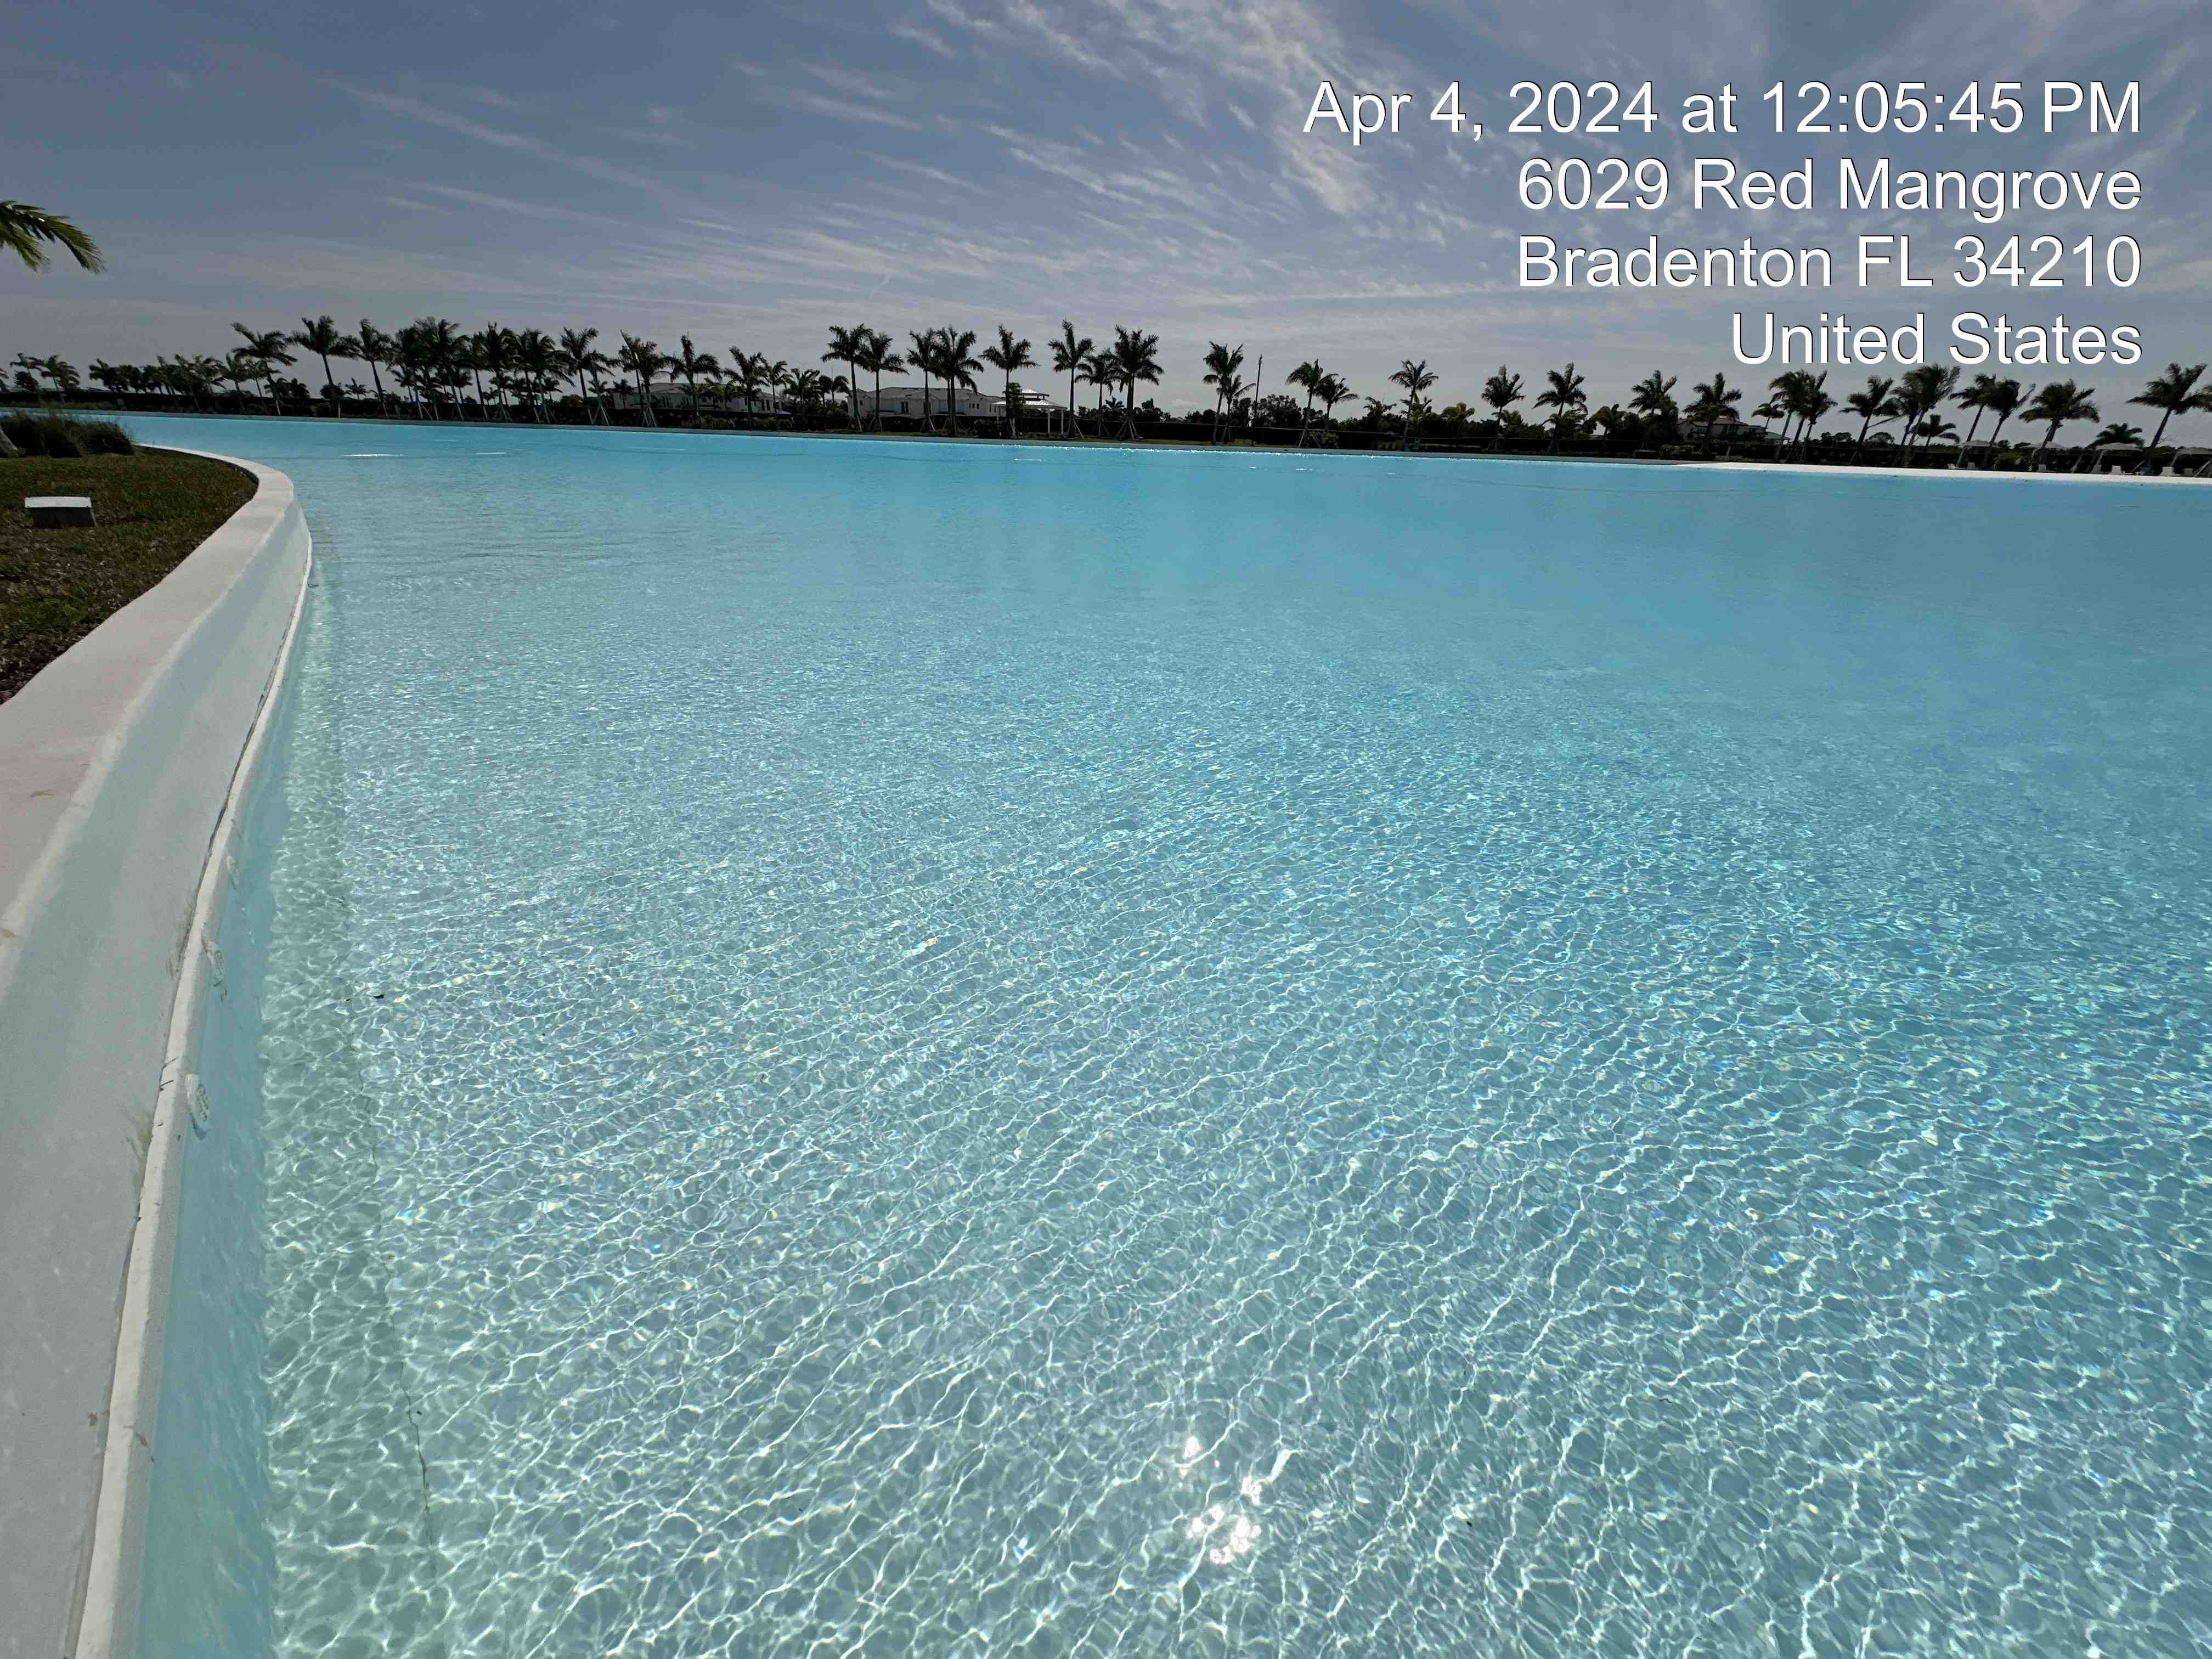 Apr 4, 2024 at 12:05:45 PM
6029 Red Mangrove
Bradenton FL 34210
United States